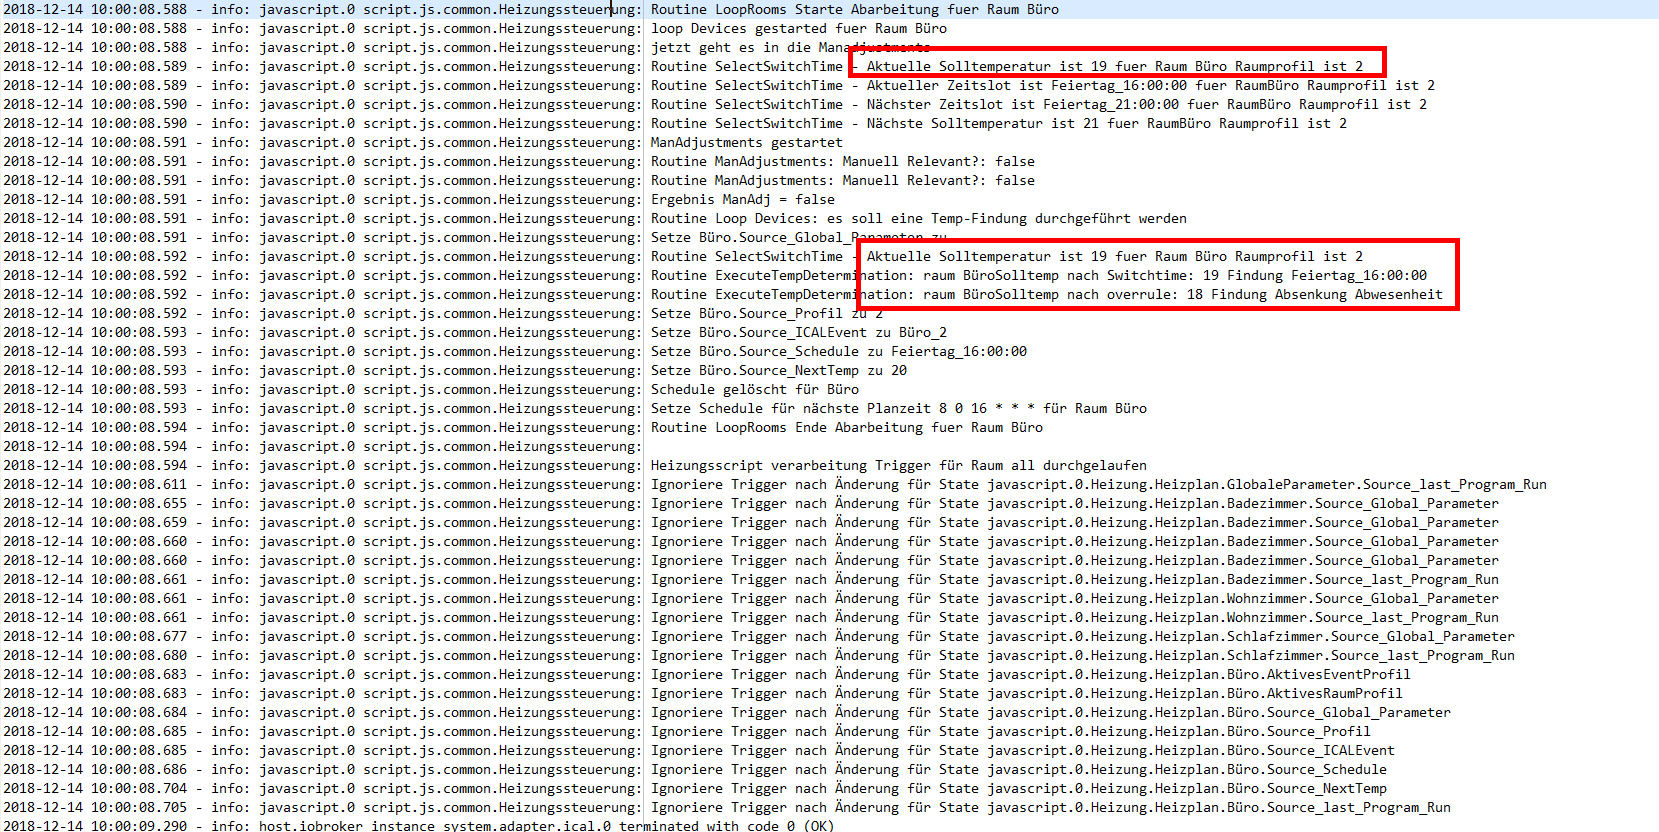 2018-12-14 10:00:08.588 - info: javascript.0 script.js.common.Heizungssteuerung: Routine LoopRooms Starte Abarbeitung fuer Raum Büro
2018-12-14 10:00:08.588 - info: javascript.0 script.js.common.Heizungssteuerung: loop Devices gestarted fuer Raum Büro
2018-12-14 10:00:08.588 - info: javascript.0 script.js.common.Heizungssteuerung: jetzt geht es in die Manadjustments
2018-12-14 10:00:08.589 - info: javascript.0 script.js.common.Heizungssteuerung: Routine SelectSwitchTime - Aktuelle Solltemperatur ist 19 fuer Raum Büro Raumprofil ist 2
2018-12-14 10:00:08.589 - info: javascript.0 script.js.common.Heizungssteuerung: Routine SelectSwitchTime - Aktueller Zeitslot ist Feiertag_16:00:00 fuer RaumBüro Raumprofil ist 2
2018-12-14 10:00:08.590 - info: javascript.0 script.js.common.Heizungssteuerung: Routine SelectSwitchTime - Nächster Zeitslot ist Feiertag_21:00:00 fuer RaumBüro Raumprofil ist 2
2018-12-14 10:00:08.590 - info: javascript.0 script.js.common.Heizungssteuerung: Routine SelectSwitchTime - Nächste Solltemperatur ist 21 fuer RaumBüro Raumprofil ist 2
2018-12-14 10:00:08.591 - info: javascript.0 script.js.common.Heizungssteuerung: ManAdjustments gestartet
2018-12-14 10:00:08.591 - info: javascript.0 script.js.common.Heizungssteuerung: Routine ManAdjustments: Manuell Relevant?: false
2018-12-14 10:00:08.591 - info: javascript.0 script.js.common.Heizungssteuerung: Routine ManAdjustments: Manuell Relevant?: false
2018-12-14 10:00:08.591 - info: javascript.0 script.js.common.Heizungssteuerung: Ergebnis ManAdj = false
2018-12-14 10:00:08.591 - info: javascript.0 script.js.common.Heizungssteuerung: Routine Loop Devices: es soll eine Temp-Findung durchgeführt werden
2018-12-14 10:00:08.591 - info: javascript.0 script.js.common.Heizungssteuerung: Setze Büro.Source_Global_Parameter zu
2018-12-14 10:00:08.592 - info: javascript.0 script.js.common.Heizungssteuerung: Routine SelectSwitchTime - Aktuelle Solltemperatur ist 19 fuer Raum Büro Raumprofil ist 2
2018-12-14 10:00:08.592 - info: javascript.0 script.js.common.Heizungssteuerung: Routine ExecuteTempDetermination: raum BüroSolltemp nach Switchtime: 19 Findung Feiertag_16:00:00
2018-12-14 10:00:08.592 - info: javascript.0 script.js.common.Heizungssteuerung: Routine ExecuteTempDetermination: raum BüroSolltemp nach overrule: 18 Findung Absenkung Abwesenheit
2018-12-14 10:00:08.592 - info: javascript.0 script.js.common.Heizungssteuerung: Setze Büro.Source_Profil zu 2
2018-12-14 10:00:08.593 - info: javascript.0 script.js.common.Heizungssteuerung: Setze Büro.Source_ICALEvent zu Büro_2
2018-12-14 10:00:08.593 - info: javascript.0 script.js.common.Heizungssteuerung: Setze Büro.Source_Schedule zu Feiertag_16:00:00
2018-12-14 10:00:08.593 - info: javascript.0 script.js.common.Heizungssteuerung: Setze Büro.Source_NextTemp zu 20
2018-12-14 10:00:08.593 - info: javascript.0 script.js.common.Heizungssteuerung: Schedule gelöscht für Büro
2018-12-14 10:00:08.593 - info: javascript.0 script.js.common.Heizungssteuerung: Setze Schedule für nächste Planzeit 8 0 16 * * * für Raum Büro
2018-12-14 10:00:08.594 - info: javascript.0 script.js.common.Heizungssteuerung: Routine LoopRooms Ende Abarbeitung fuer Raum Büro
2018-12-14 10:00:08.594 - info: javascript.0 script.js.common.Heizungssteuerung:
2018-12-14 10:00:08.594 - info: javascript.0 script.js.common.Heizungssteuerung: Heizungsscript verarbeitung Trigger für Raum all durchgelaufen
2018-12-14 10:00:08.611 - info: javascript.0 script.js.common.Heizungssteuerung: Ignoriere Trigger nach Änderung für State javascript.0.Heizung.Heizplan.GlobaleParameter.Source_last_Program_Run
2018-12-14 10:00:08.655 - info: javascript.0 script.js.common.Heizungssteuerung: Ignoriere Trigger nach Änderung für State javascript.0.Heizung.Heizplan.Badezimmer.Source_Global_Parameter
2018-12-14 10:00:08.659 - info: javascript.0 script.js.common.Heizungssteuerung: Ignoriere Trigger nach Änderung für State javascript.0.Heizung.Heizplan.Badezimmer.Source_Global_Parameter
2018-12-14 10:00:08.660 - info: javascript.0 script.js.common.Heizungssteuerung: Ignoriere Trigger nach Änderung für State javascript.0.Heizung.Heizplan.Badezimmer.Source_Global_Parameter
2018-12-14 10:00:08.660 - info: javascript.0 script.js.common.Heizungssteuerung: Ignoriere Trigger nach Änderung für State javascript.0.Heizung.Heizplan.Badezimmer.Source_Global_Parameter
2018-12-14 10:00:08.661 - info: javascript.0 script.js.common.Heizungssteuerung: Ignoriere Trigger nach Änderung für State javascript.0.Heizung.Heizplan.Badezimmer.Source_last_Program_Run
2018-12-14 10:00:08.661 - info: javascript.0 script.js.common.Heizungssteuerung: Ignoriere Trigger nach Änderung für State javascript.0.Heizung.Heizplan.Wohnzimmer.Source_Global_Parameter
2018-12-14 10:00:08.661 - info: javascript.0 script.js.common.Heizungssteuerung: Ignoriere Trigger nach Änderung für State javascript.0.Heizung.Heizplan.Wohnzimmer.Source_last_Program_Run
2018-12-14 10:00:08.677 - info: javascript.0 script.js.common.Heizungssteuerung: Ignoriere Trigger nach Änderung für State javascript.0.Heizung.Heizplan.Schlafzimmer.Source_Global_Parameter
2018-12-14 10:00:08.680 - info: javascript.0 script.js.common.Heizungssteuerung: Ignoriere Trigger nach Änderung für State javascript.0.Heizung.Heizplan.Schlafzimmer.Source_last_Program_Run
2018-12-14 10:00:08.683 - info: javascript.0 script.js.common.Heizungssteuerung: Ignoriere Trigger nach Änderung für State javascript.0.Heizung.Heizplan.Büro.AktivesEventProfil
2018-12-14 10:00:08.683 - info: javascript.0 script.js.common.Heizungssteuerung: Ignoriere Trigger nach Änderung für State javascript.0.Heizung.Heizplan.Büro.AktivesRaumProfil
2018-12-14 10:00:08.684 - info: javascript.0 script.js.common.Heizungssteuerung: Ignoriere Trigger nach Änderung für State javascript.0.Heizung.Heizplan.Büro.Source_Global_Parameter
2018-12-14 10:00:08.685 - info: javascript.0 script.js.common.Heizungssteuerung: Ignoriere Trigger nach Änderung für State javascript.0.Heizung.Heizplan.Büro.Source_Profil
2018-12-14 10:00:08.685 - info: javascript.0 script.js.common.Heizungssteuerung: Ignoriere Trigger nach Änderung für State javascript.0.Heizung.Heizplan.Büro.Source_ICALEvent
2018-12-14 10:00:08.686 - info: javascript.0 script.js.common.Heizungssteuerung: Ignoriere Trigger nach Änderung für State javascript.0.Heizung.Heizplan.Büro.Source_Schedule
2018-12-14 10:00:08.704 - info: javascript.0 script.js.common.Heizungssteuerung: Ignoriere Trigger nach Änderung für State javascript.0.Heizung.Heizplan.Büro.Source_NextTemp
2018-12-14 10:00:08.705 - info: javascript.0 script.js.common.Heizungssteuerung: Ignoriere Trigger nach Änderung für State javascript.0.Heizung.Heizplan.Büro.Source_last_Program_Run
2018-12-14 10:00:09.290 - info: host.iobroker instance system.adapter.ical.0 terminated with code 0 (OK)